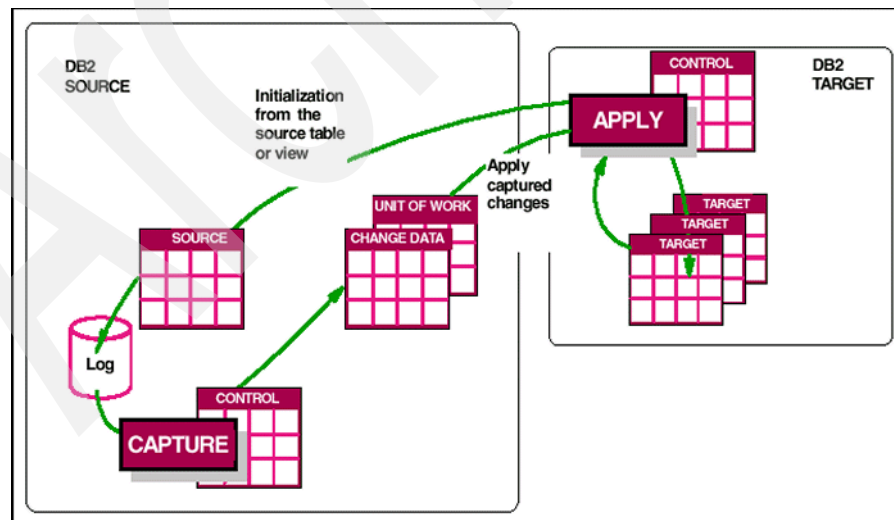 DB2
SOURCE
Initialization
from the
source table
or view
CONTROL
DB2
TARGET
APPLY
Apply
captured
changes
UNIT OF WORK
CHANGE DATA
SOURCE
TARGET
TARGET
TARGET
Log
CONTROL
CAPTURE